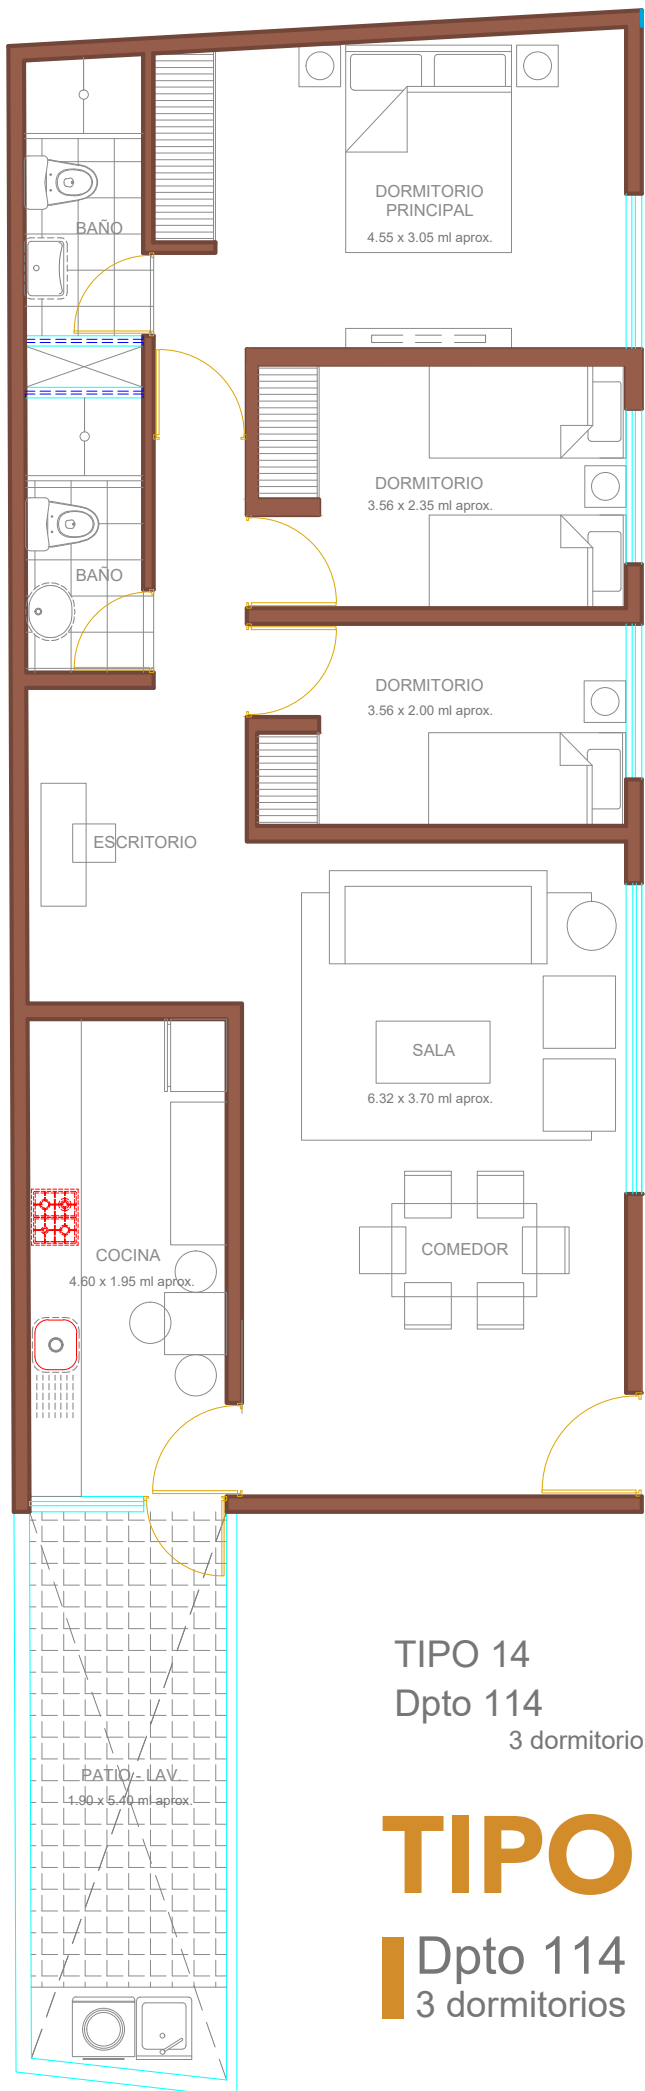 DORMITORIO
PRINCIPAL
4.55 x 3.05 ml aprox.
BAÑO
DORMITORIO
3.56 x 2.35 ml aprox.
BAÑO
DORMITORIO
3.56 x 2.00 ml aprox.
ESCRITORIO
SALA
6.32 x 3.70 ml aprox.
COMEDOR
COCINA
4.60 x 1.95 ml aprox.
PATIO - LAV.
1.90 x 5.40 ml aprox.
TIPO 14
Dpto 114
3 dormitorio
TIPO
Dpto 114
3 dormitorios